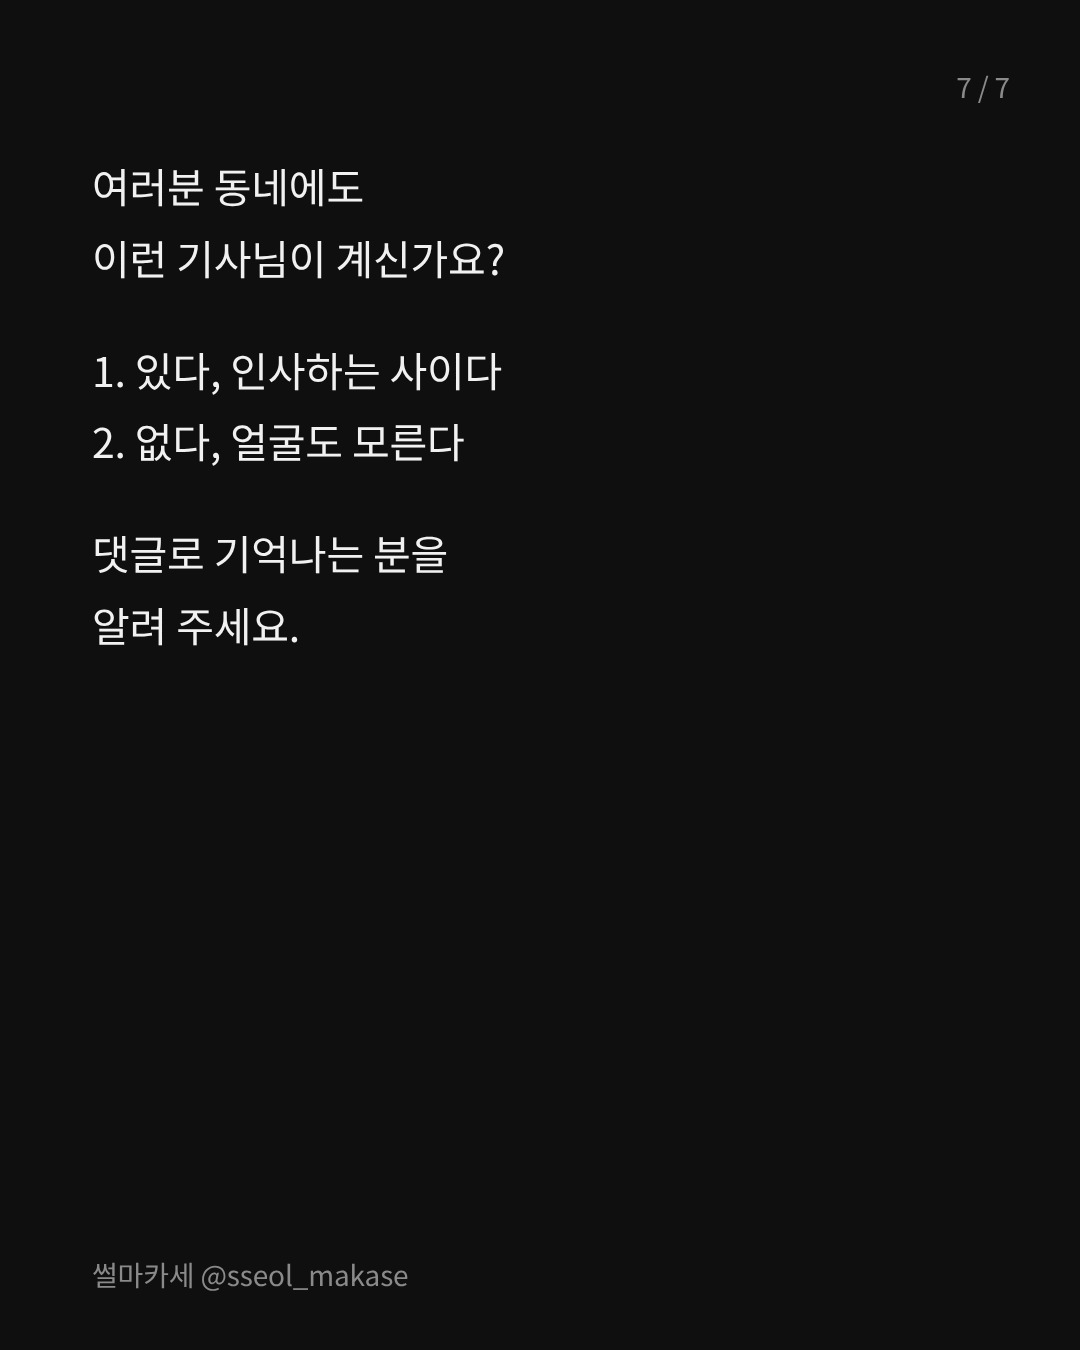 7 / 7
여러분 동네에도
이런 기사님이 계신가요?
1. 있다, 인사하는 사이다
2. 없다, 얼굴도 모른다
댓글로 기억나는 분을
알려 주세요.
썰마카세 @sseol_makase